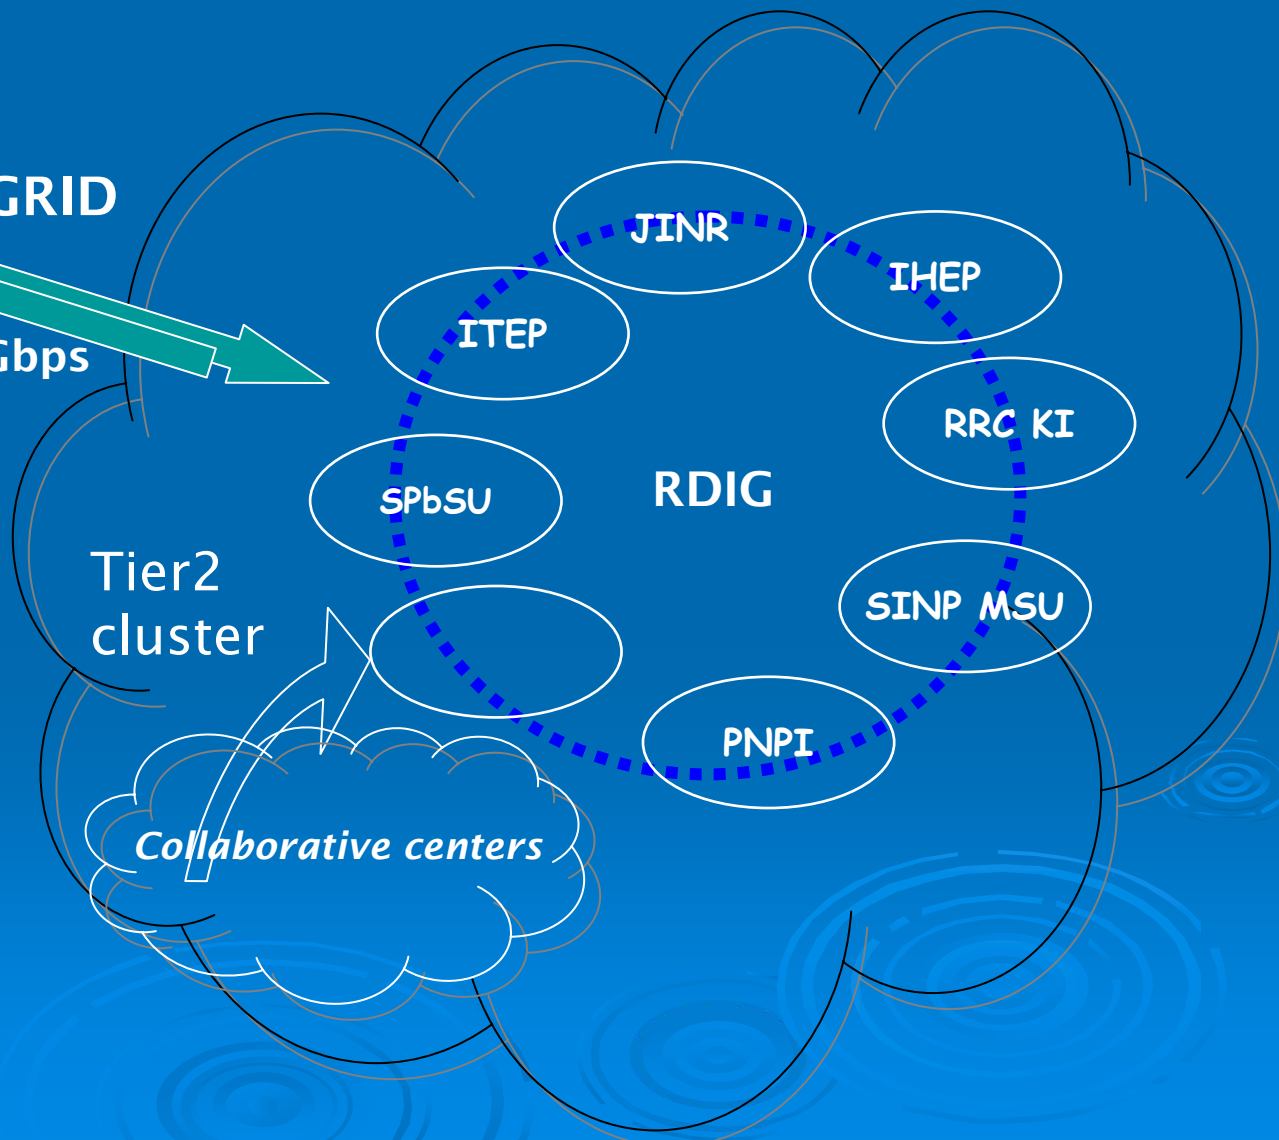 GRID
Gbps
JINR
IHEP
ITEP
RRC KI
SPbSU
RDIG
Tier2
cluster
SINP MSU
PNPI
Collaborative centers